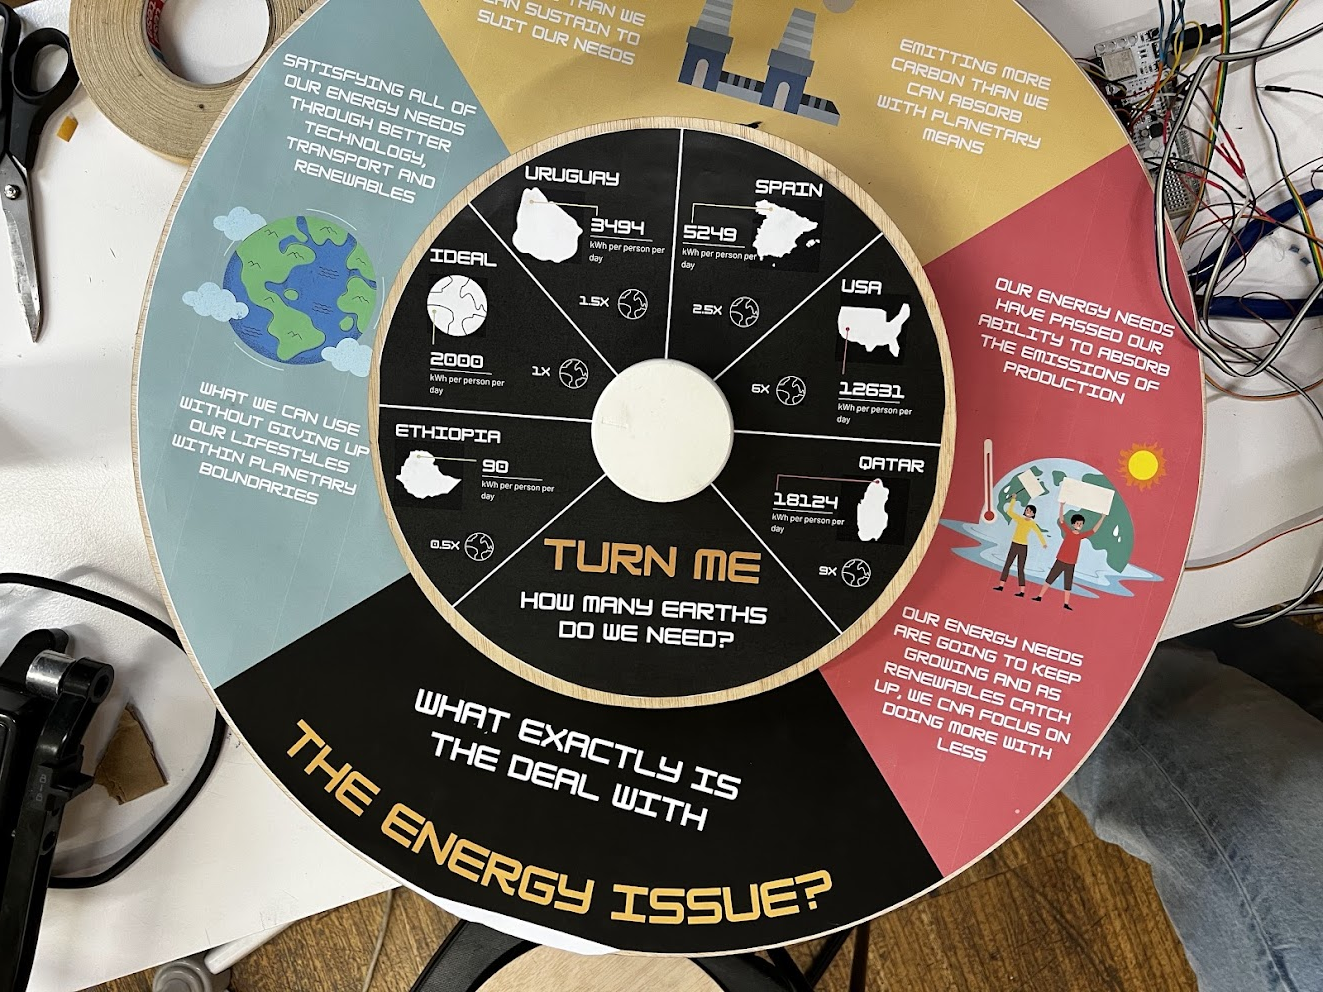 THAN WE
CAN SUSTAIN TO
SUIT OUR NEEDS
EMITTING MORE
CARBON THAN WE
CAN ABSORB
WITH PLANETARY
MEANS
SATISFYING ALL OF
OUR ENERGY NEEDS
THROUGH BETTER
TECHNOLOGY,
TRANSPORT AND
RENEWABLES
WHAT WE CAN USE
WITHOUT GIVING UP
OUR LIFESTYLES
WITHIN PLANETARY
BOUNDARIES
OUR ENERGY NEEDS
HAVE PASSED OUR
ABILITY TO ABSORB
THE EMISSIONS OF
PRODUCTION
OUR ENERGY NEEDS
ARE GOING TO KEEP
GROWING AND AS
RENEWABLES CATCH
UP, WE CNA FOCUS ON
DOING MORE WITH
LESS
URUGUAY
3494
kWh per person per
day
1.5X
SPAIN
5249
kWh per person per
day
2.5X
IDEAL
2000
kWh per person per
day
1X
USA
12631
kWh per person per
day
6X
ETHIOPIA
90
kWh per person per
day
0.5X
QATAR
18124
kWh per person per
day
9X
TURN ME
HOW MANY EARTHS
DO WE NEED?
WHAT EXACTLY IS
THE DEAL WITH
THE ENERGY ISSUE?